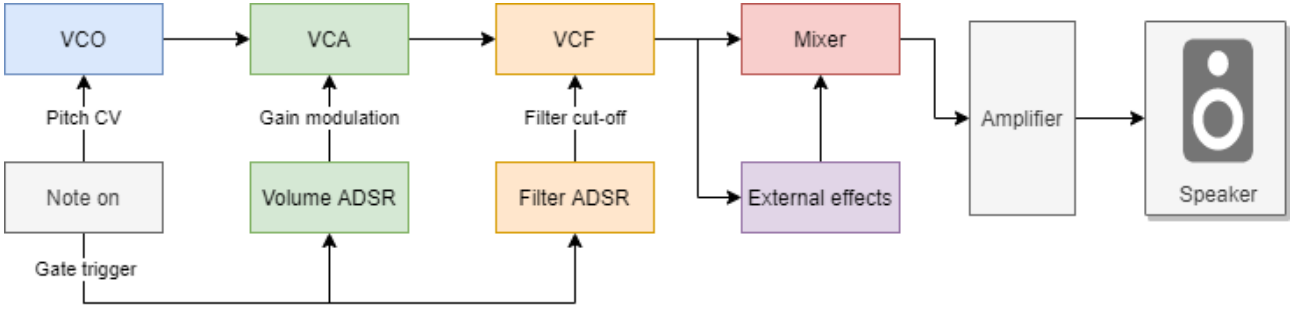 VCO
VCA
VCF
Mixer
Pitch CV
Gain modulation
Filter cut-off
Amplifier
Note on
Volume ADSR
Filter ADSR
External effects
Speaker
Gate trigger